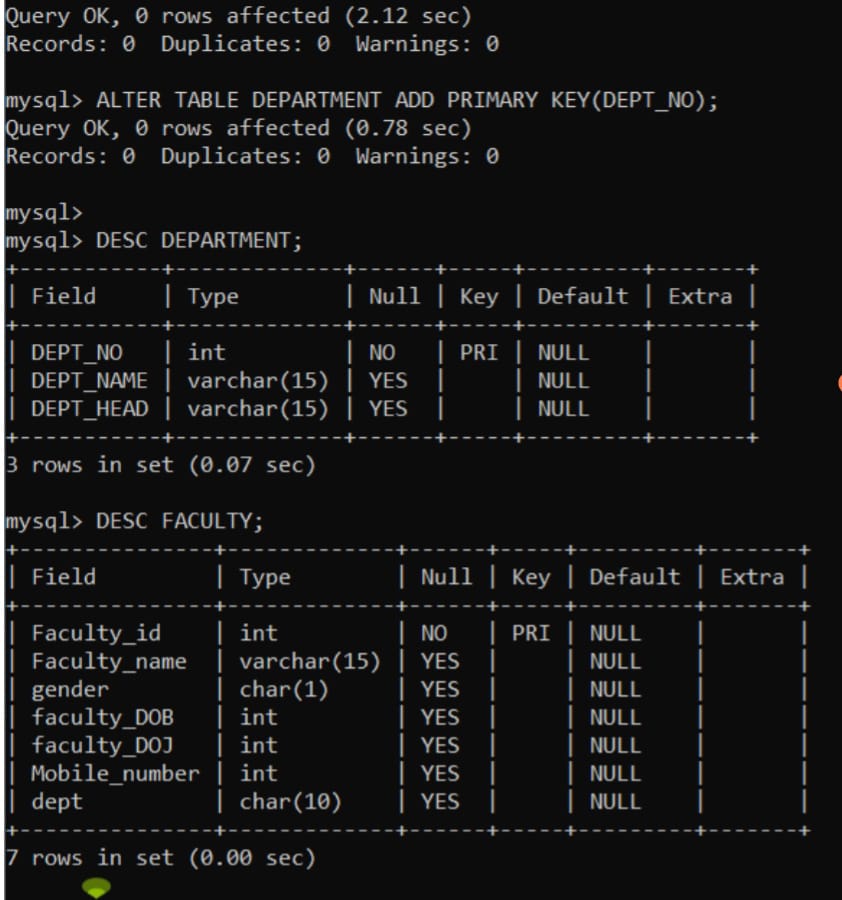 Query OK, 0 rows affected (2.12 sec)
Records: 0  Duplicates: 0  Warnings: 0
mysql> ALTER TABLE DEPARTMENT ADD PRIMARY KEY(DEPT_NO);
Query OK, 0 rows affected (0.78 sec)
Records: 0  Duplicates: 0  Warnings: 0
mysql>
mysql> DESC DEPARTMENT;
+-----------+-------------+------+-----+---------+-------+
| Field     | Type        | Null | Key | Default | Extra |
+-----------+-------------+------+-----+---------+-------+
| DEPT_NO   | int         | NO   | PRI | NULL    |       |
| DEPT_NAME | varchar(15) | YES  |     | NULL    |       |
| DEPT_HEAD | varchar(15) | YES  |     | NULL    |       |
+-----------+-------------+------+-----+---------+-------+
3 rows in set (0.07 sec)
mysql> DESC FACULTY;
+---------------+-------------+------+-----+---------+-------+
| Field         | Type        | Null | Key | Default | Extra |
+---------------+-------------+------+-----+---------+-------+
| Faculty_id    | int         | NO   | PRI | NULL    |       |
| Faculty_name  | varchar(15) | YES  |     | NULL    |       |
| gender        | char(1)     | YES  |     | NULL    |       |
| faculty_DOB   | int         | YES  |     | NULL    |       |
| faculty_DOJ   | int         | YES  |     | NULL    |       |
| Mobile_number | int         | YES  |     | NULL    |       |
| dept          | char(10)    | YES  |     | NULL    |       |
+---------------+-------------+------+-----+---------+-------+
7 rows in set (0.00 sec)